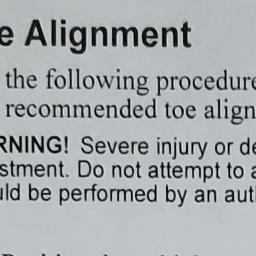 e Alignment
the following procedure
recommended toe align
RNING! Severe injury or de
stment. Do not attempt to a
uld be performed by an aut